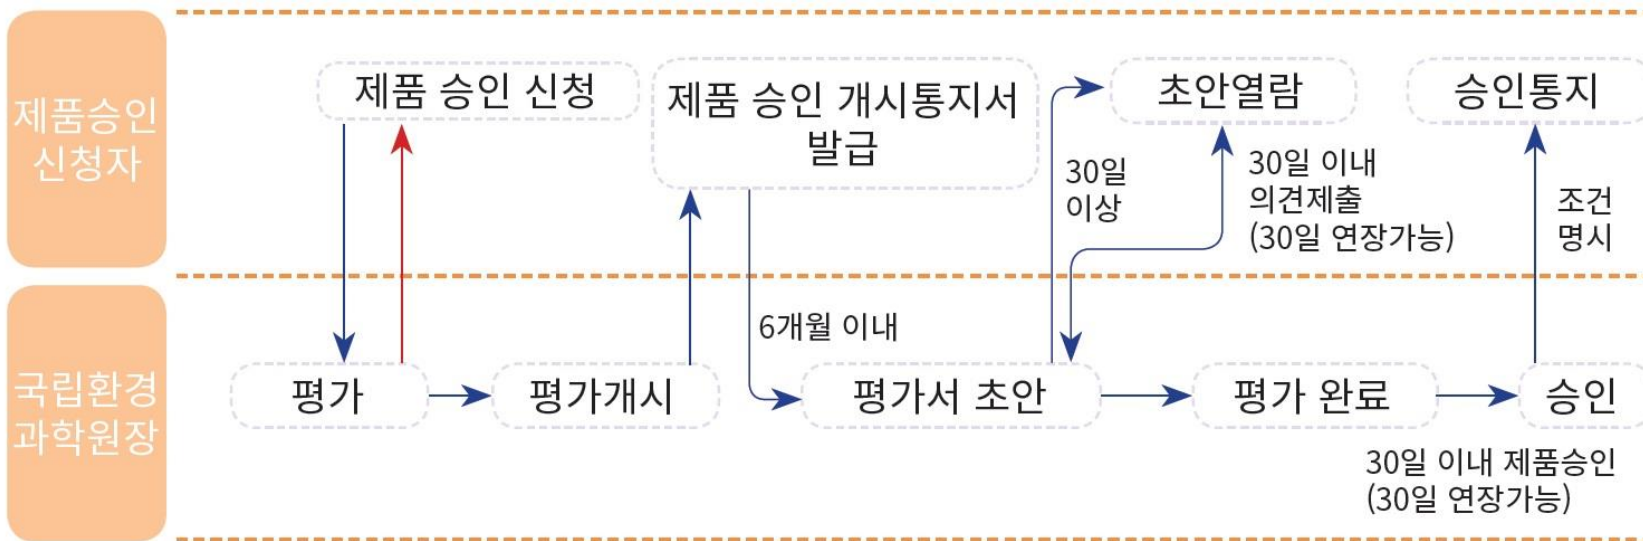 제품승인
신청자
제품 승인 신청
제품 승인 개시통지서
발급
초안열람
승인통지
30일
이상
30일 이내
의견제출
(30일 연장가능)
조건
명시
6개월 이내
국립환경
과학원장
평가
평가개시
평가서 초안
평가 완료
승인
30일 이내 제품승인
(30일 연장가능)